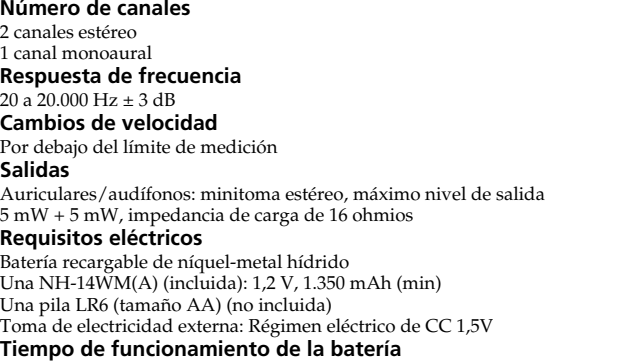 Número de canales
2 canales estéreo
1 canal monoaural
Respuesta de frecuencia
20 a 20.000 Hz ± 3 dB
Cambios de velocidad
Por debajo del límite de medición
Salidas
Auriculares/audífonos: minitoma estéreo, máximo nivel de salida
5 mW + 5 mW, impedancia de carga de 16 ohmios
Requisitos eléctricos
Batería recargable de níquel-metal hídrido
Una NH-14WM(A) (incluida): 1,2 V, 1.350 mAh (min)
Una pila LR6 (tamaño AA) (no incluida)
Toma de electricidad externa: Régimen eléctrico de CC 1,5V
Tiempo de funcionamiento de la batería